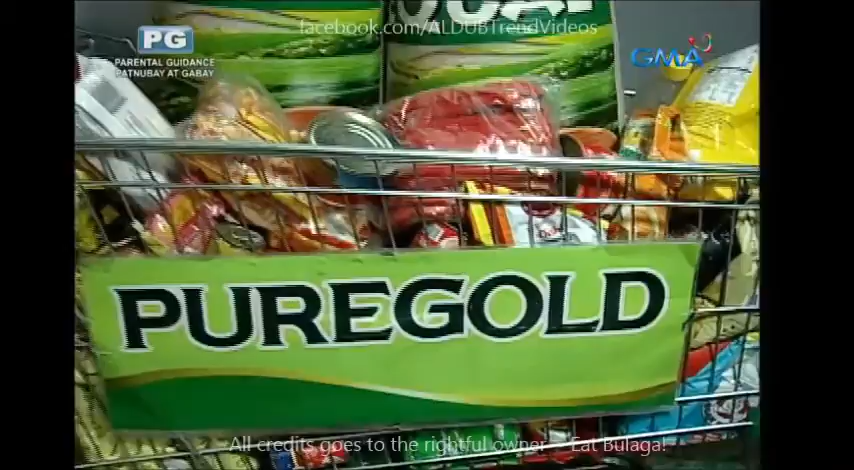 facebook.com/ALDUBTrendVideos
PG
PARENTAL GUIDANCE
PATNUBAY AT GABAY
GMA
PUREGOLD
All credits goes to the rightful owner - Eat Bulaga!